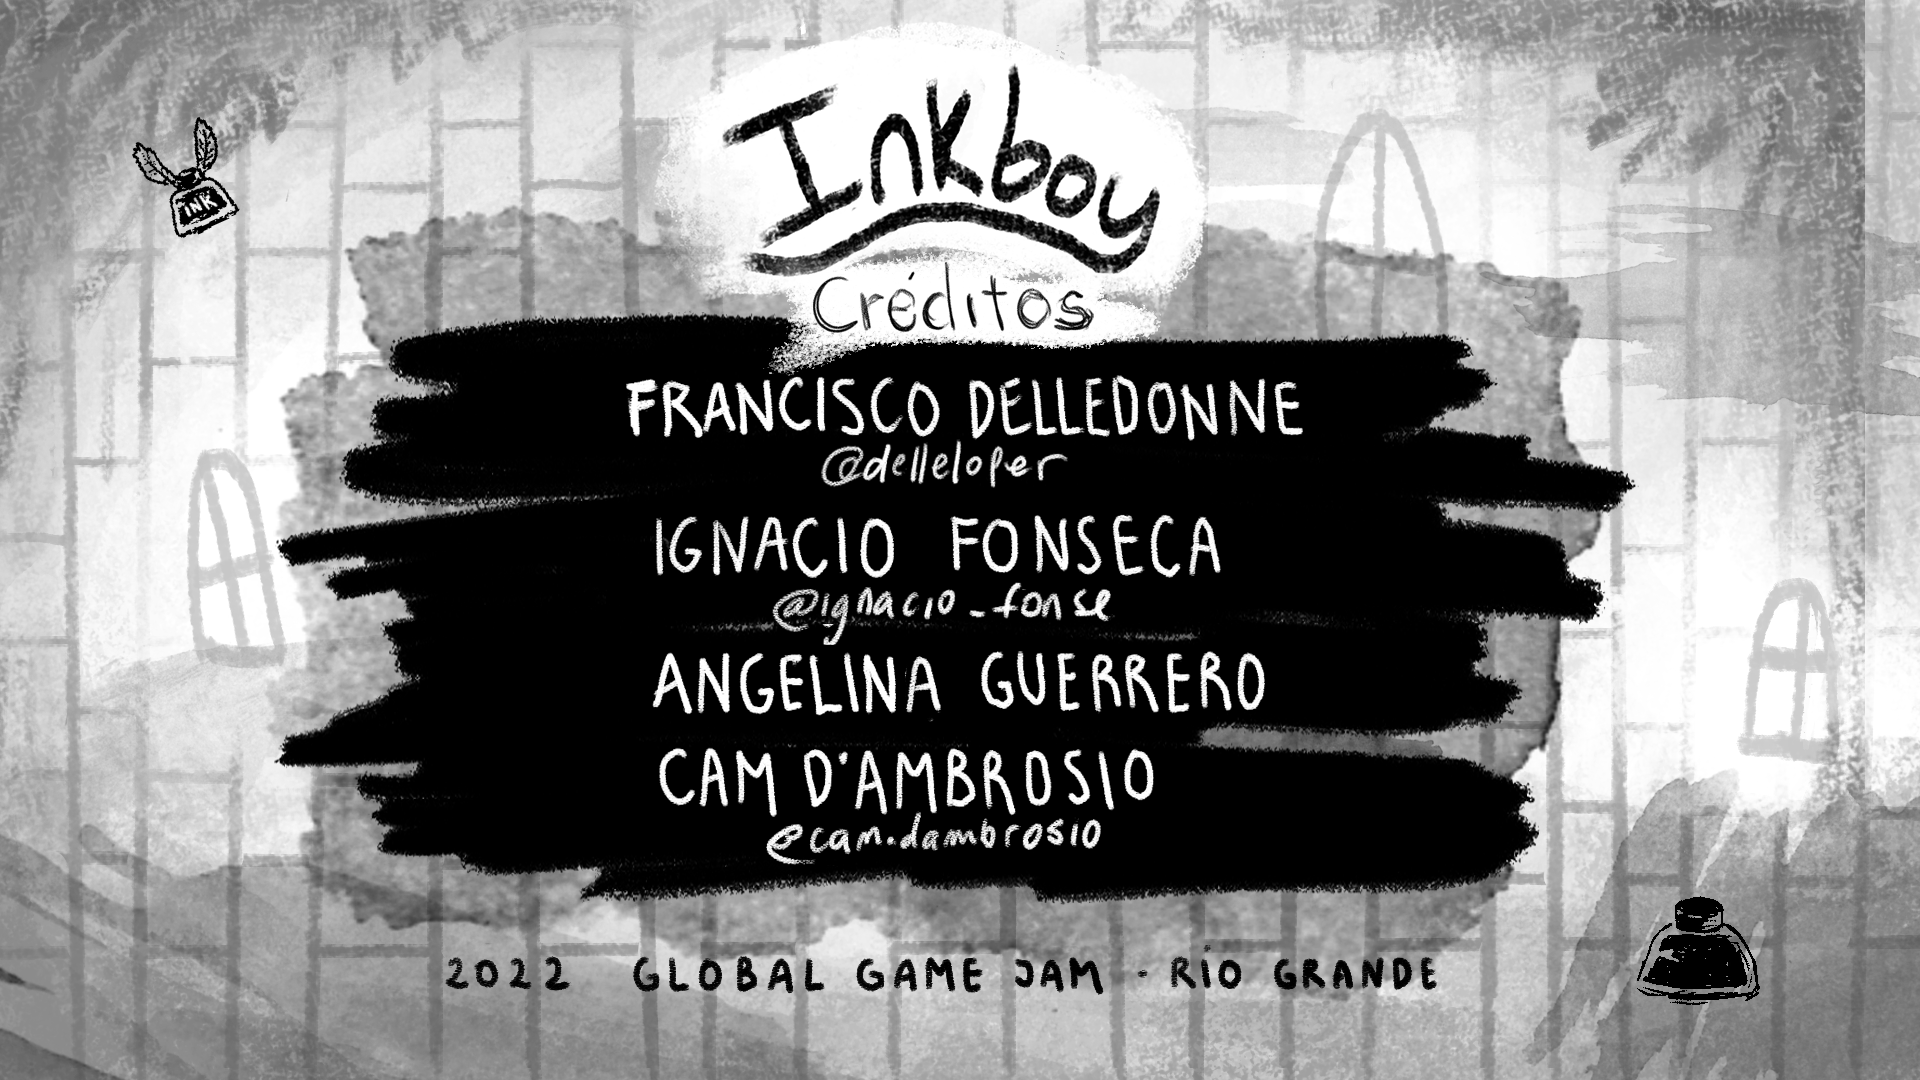 INK
Inkboy
Créditos
FRANCISCO DELLEDONNE
@delleloper
IGNACIO FONSECA
@ignacio_fonse
ANGELINA GUERRERO
CAM D'AMBROSIO
@cam.dambrosio
2022 GLOBAL GAME JAM - RÍO GRANDE